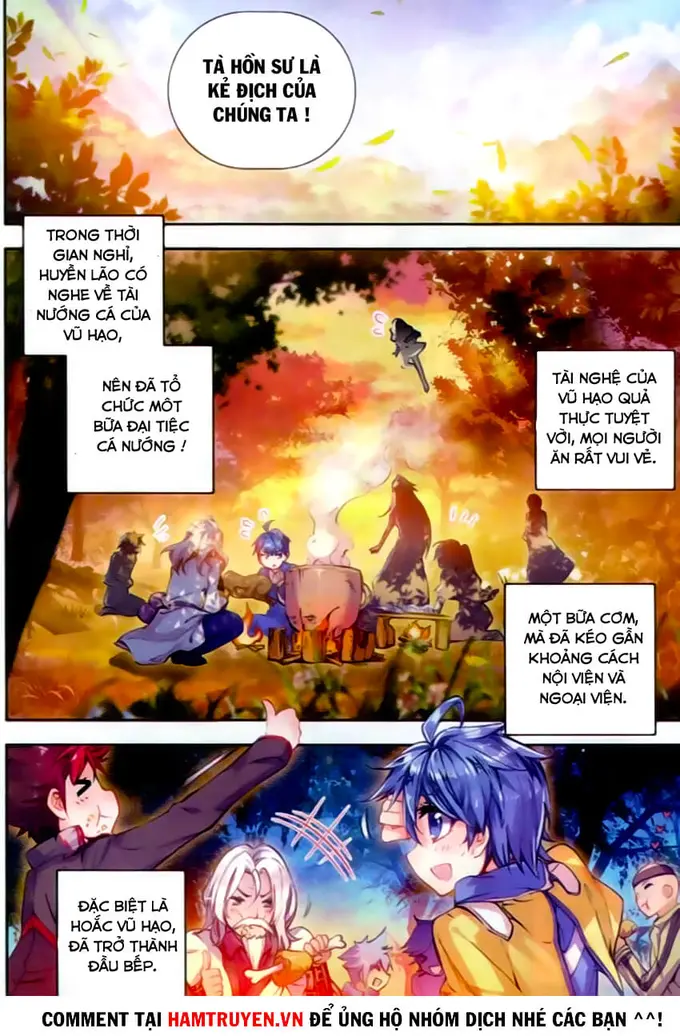 TÀ HỒN SƯ LÀ
KẺ ĐỊCH CỦA
CHÚNG TA !
TRONG THỜI
GIAN NGHỈ,
HUYỀN LÃO CÓ
NGHE VỀ TÀI
NƯỚNG CÁ CỦA
VŨ HẠO,
NÊN ĐÃ TỔ
CHỨC MÔT
BỮA ĐẠI TIỆC
CÁ NƯỚNG !
TÀI NGHỆ CỦA
VŨ HẠO QUẢ
THỰC TUYỆT
VỜI, MỌI NGƯỜI
ĂN RẤT VUI VẺ.
MỘT BỮA CƠM,
MÀ ĐÃ KÉO GẦN
KHOẢNG CÁCH
NỘI VIỆN VÀ
NGOẠI VIỆN.
ĐẶC BIỆT LÀ
HOẮC VŨ HẠO,
ĐÃ TRỞ THÀNH
ĐẦU BẾP.
COMMENT TẠI HAMTRUYEN.VN ĐỂ ỦNG HỘ NHÓM DỊCH NHÉ CÁC BẠN ^^!